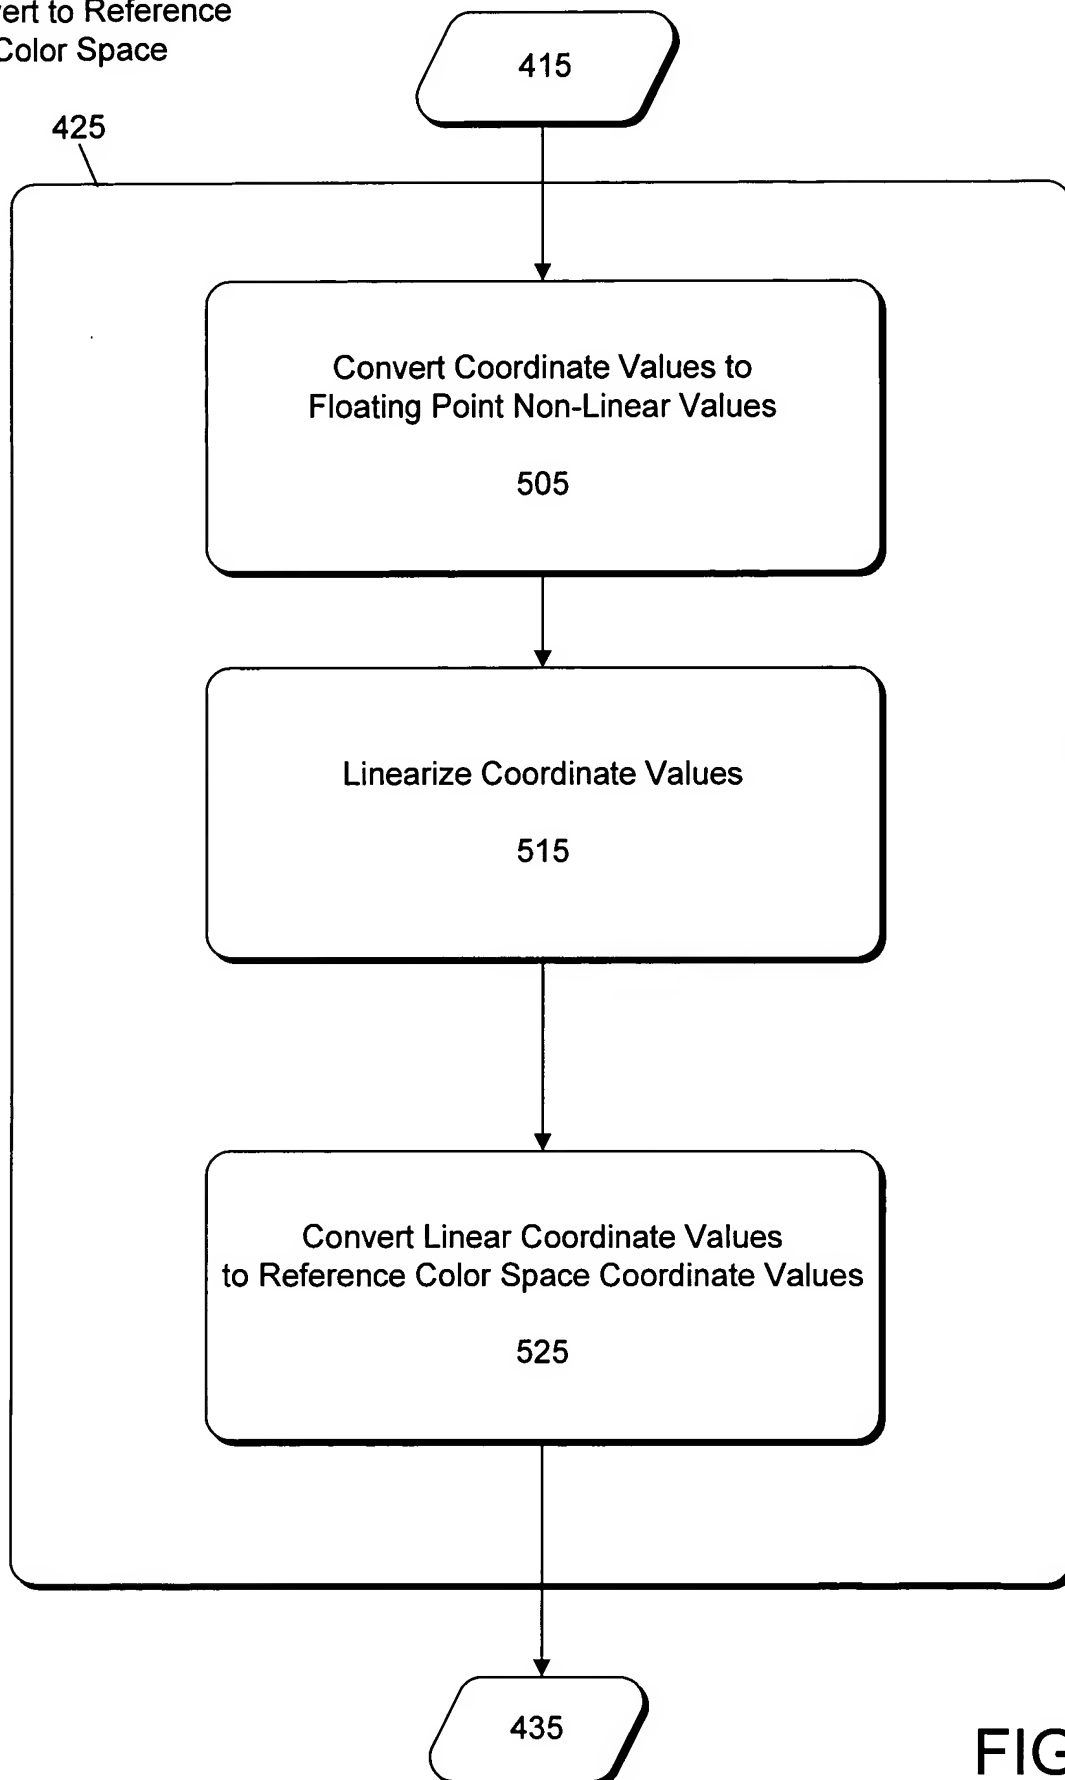 vert to Reference
Color Space
425
415
Convert Coordinate Values to
Floating Point Non-Linear Values
505
Linearize Coordinate Values
515
Convert Linear Coordinate Values
to Reference Color Space Coordinate Values
525
435
FIG